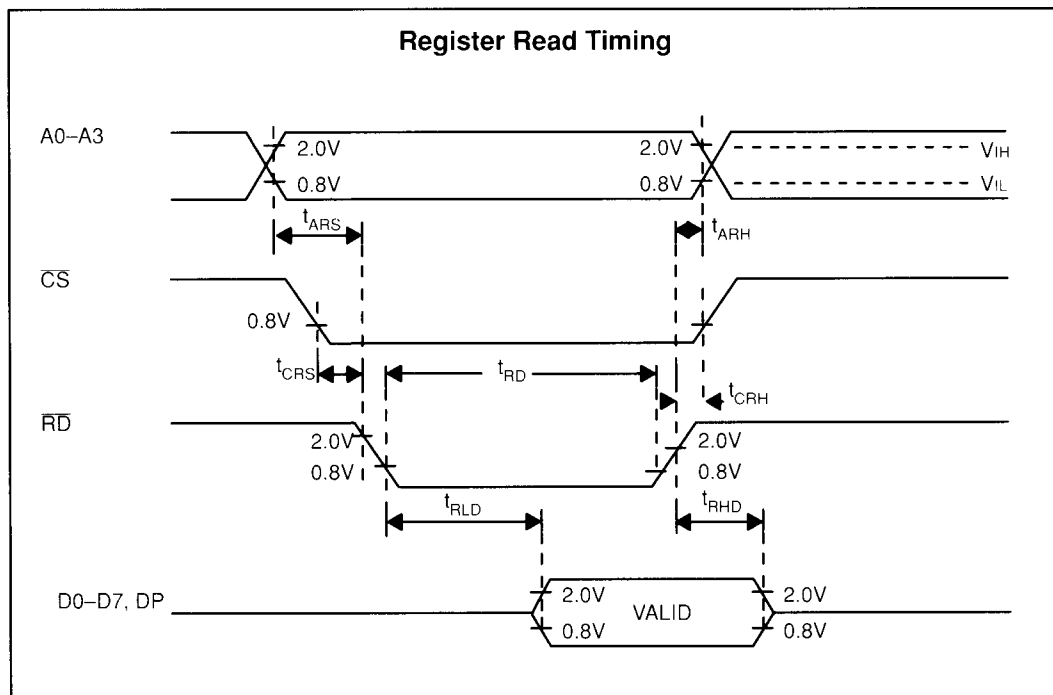 Register Read Timing
A0–A3
2.0V
2.0V
VIH
0.8V
0.8V
VIL
tARS
tARH
CS
0.8V
tCRS
tRD
tCRH
RD
2.0V
2.0V
0.8V
0.8V
tRLD
tRHD
D0–D7, DP
2.0V
VALID
2.0V
0.8V
0.8V